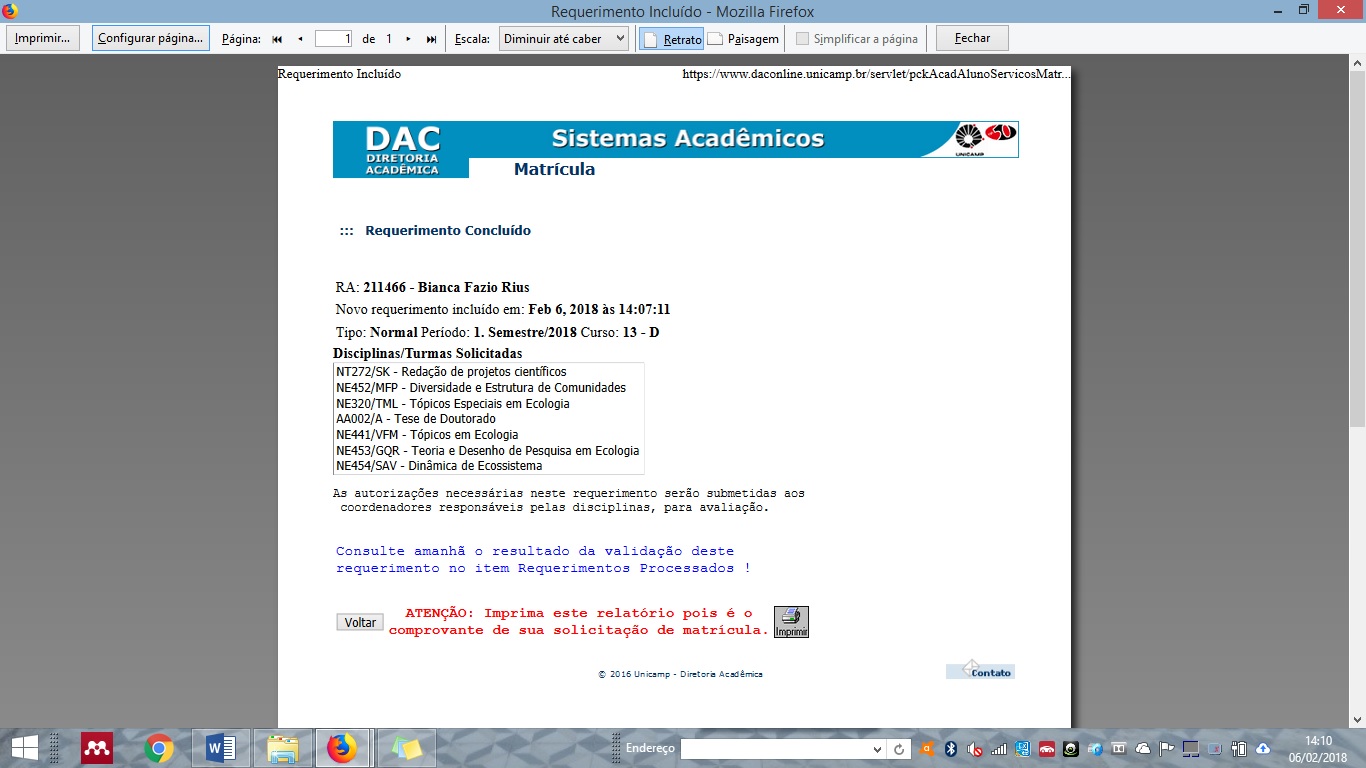 Requerimento Incluído - Mozilla Firefox
Imprimir... Configurar página... Página: 1 de 1 Escala: Diminuir até caber Retrato Paisagem Simplificar a página Fechar
Requerimento Incluído https://www.daconline.unicamp.br/servlet/pckAcadAlunoServicosMatr...
DAC
DIRETORIA
ACADÊMICA
Sistemas Acadêmicos
UNICAMP
Matrícula
::: Requerimento Concluído
RA: 211466 - Bianca Fazio Rius
Novo requerimento incluído em: Feb 6, 2018 às 14:07:11
Tipo: Normal Período: 1. Semestre/2018 Curso: 13 - D
Disciplinas/Turmas Solicitadas
NT272/SK - Redação de projetos científicos
NE452/MFP - Diversidade e Estrutura de Comunidades
NE320/TML - Tópicos Especiais em Ecologia
AA002/A - Tese de Doutorado
NE441/VFM - Tópicos em Ecologia
NE453/GQR - Teoria e Desenho de Pesquisa em Ecologia
NE454/SAV - Dinâmica de Ecossistema
As autorizações necessárias neste requerimento serão submetidas aos
coordenadores responsáveis pelas disciplinas, para avaliação.
Consulte amanhã o resultado da validação deste
requerimento no item Requerimentos Processados !
Voltar
ATENÇÃO: Imprima este relatório pois é o
comprovante de sua solicitação de matrícula.
Imprimir
© 2016 Unicamp - Diretoria Acadêmica
Contato
Endereço
14:10
06/02/2018